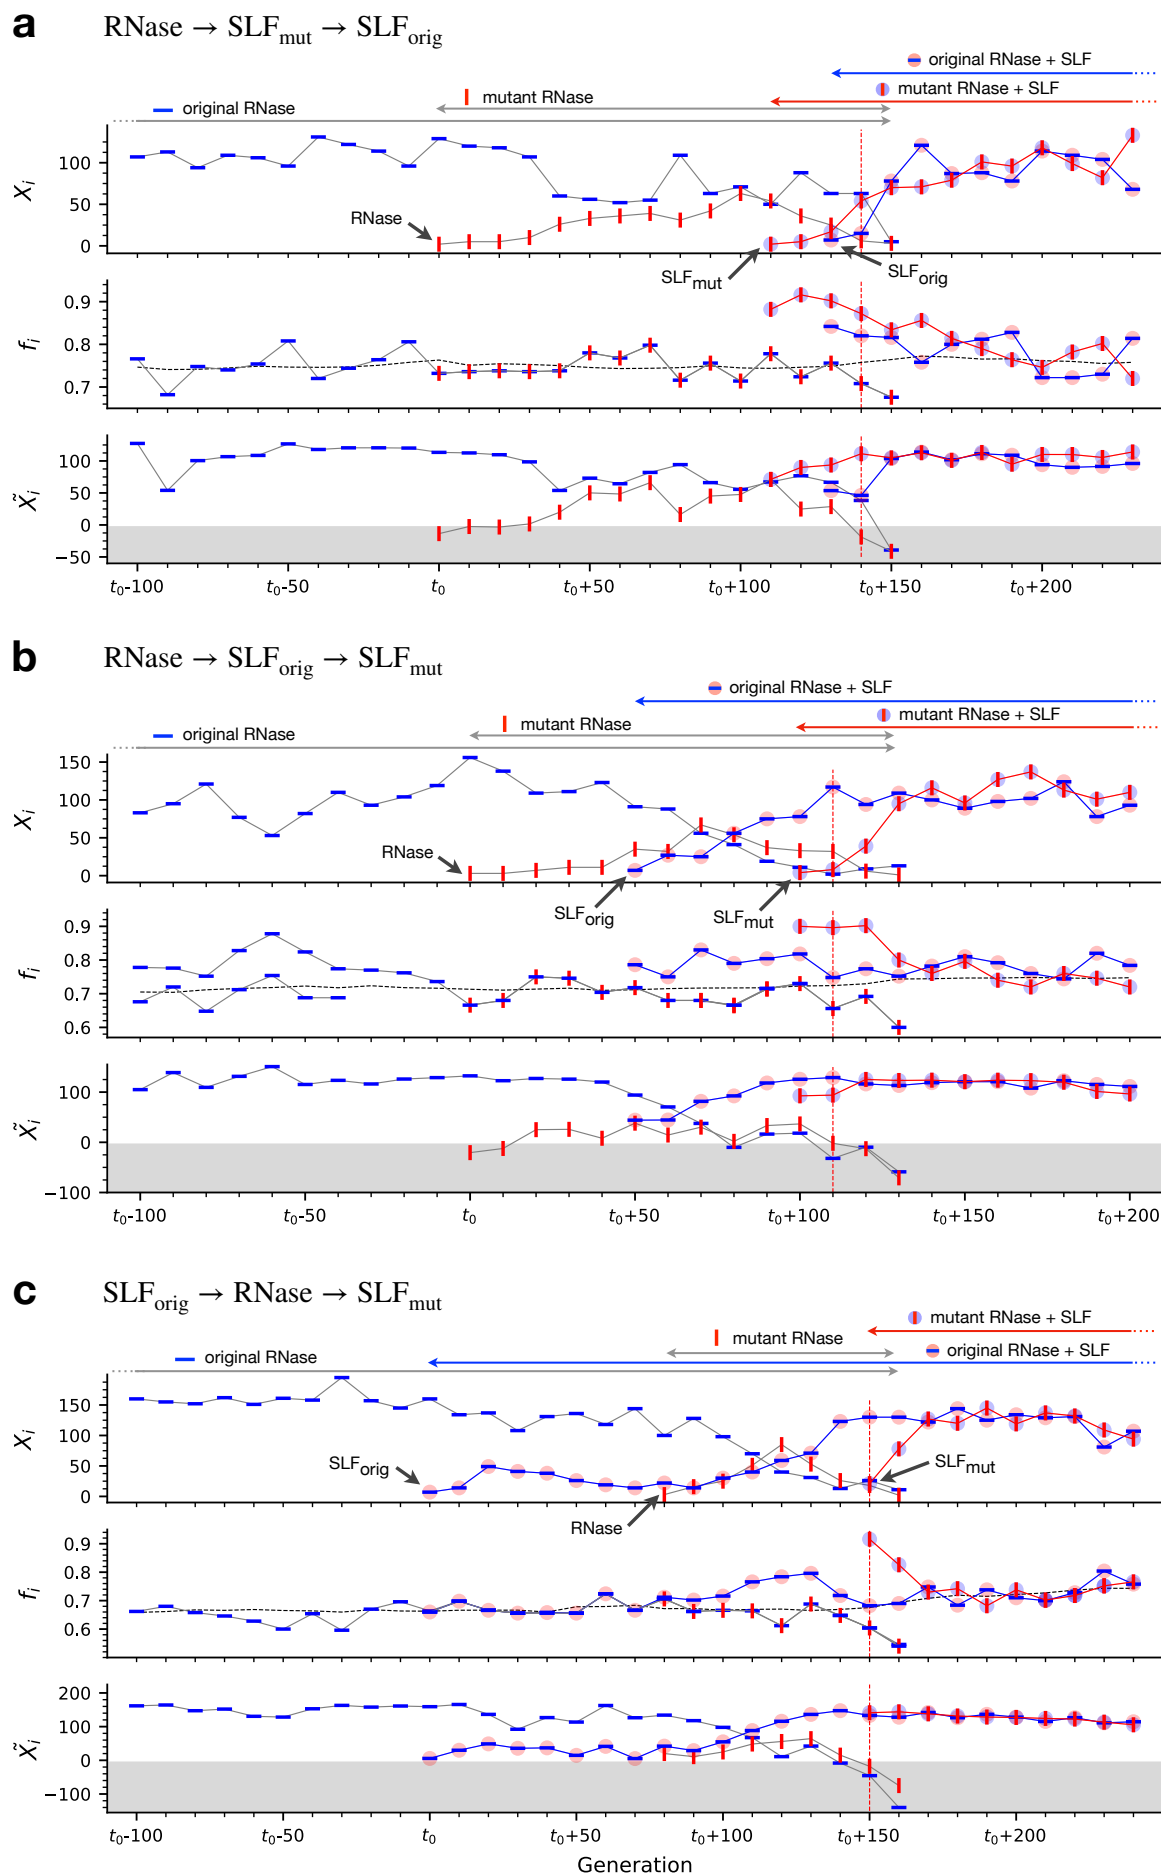 a RNase → SLFmut → SLForig
original RNase + SLF
mutant RNase mutant RNase + SLF
original RNase
Xi
100
50
0
RNase
SLFmut
SLForig
fi
0.9
0.8
0.7
X̃i
100
50
0
−50
t0-100 t0-50 t0 t0+50 t0+100 t0+150 t0+200
b RNase → SLForig → SLFmut
original RNase + SLF
mutant RNase mutant RNase + SLF
original RNase
Xi
150
100
50
0
RNase
SLForig
SLFmut
fi
0.9
0.8
0.7
0.6
X̃i
100
0
−100
t0-100 t0-50 t0 t0+50 t0+100 t0+150 t0+200
c SLForig → RNase → SLFmut
mutant RNase + SLF
mutant RNase original RNase + SLF
original RNase
Xi
150
100
50
0
SLForig
RNase
SLFmut
fi
0.9
0.8
0.7
0.6
X̃i
200
100
0
−100
t0-100 t0-50 t0 t0+50 t0+100 t0+150 t0+200
Generation